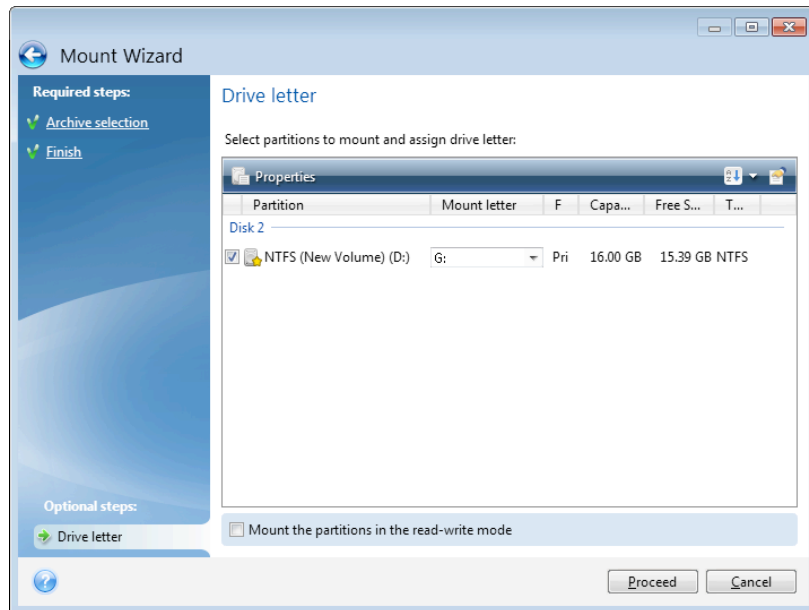 Mount Wizard
Required steps:
Archive selection
Finish
Drive letter
Select partitions to mount and assign drive letter:
Properties
Partition Mount letter F Capa... Free S... T...
Disk 2
NTFS (New Volume) (D:) G: Pri 16.00 GB 15.39 GB NTFS
Optional steps:
Drive letter
Mount the partitions in the read-write mode
Proceed Cancel